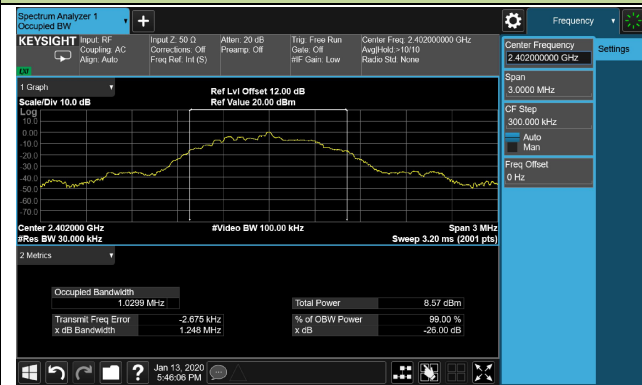 Spectrum Analyzer 1
Occupied BW
Frequency
KEYSIGHT
Input: RF
Coupling: AC
Align: Auto
Input Z: 50 Ω
Corrections: Off
Freq Ref: Int (S)
Atten: 20 dB
Preamp: Off
Trig: Free Run
Gate: Off
#IF Gain: Low
Center Freq: 2.402000000 GHz
Avg|Hold:>10/10
Radio Std: None
Center Frequency
2.402000000 GHz
Settings
Span
3.0000 MHz
CF Step
300.000 kHz
Auto
Man
Freq Offset
0 Hz
1 Graph
Scale/Div 10.0 dB
Ref Lvl Offset 12.00 dB
Ref Value 20.00 dBm
Log
10.0
0.00
-10.0
-20.0
-30.0
-40.0
-50.0
-60.0
-70.0
Center 2.402000 GHz
#Res BW 30.000 kHz
#Video BW 100.00 kHz
Span 3 MHz
Sweep 3.20 ms (2001 pts)
2 Metrics
Occupied Bandwidth
1.0299 MHz
Transmit Freq Error -2.675 kHz
x dB Bandwidth 1.248 MHz
Total Power 8.57 dBm
% of OBW Power 99.00 %
x dB -26.00 dB
Jan 13, 2020
5:46:06 PM